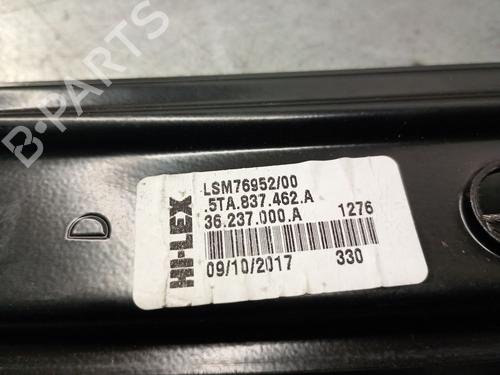 B-PARTS
D
HI-LEX
LSM76952/00
.5TA.837.462.A
36.237.000.A 1276
09/10/2017 330